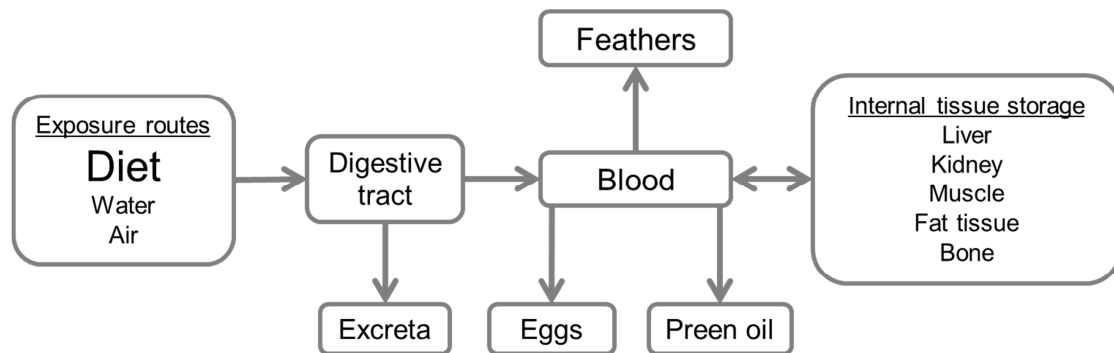 Feathers
Exposure routes
Diet
Water
Air
Digestive
tract
Blood
Internal tissue storage
Liver
Kidney
Muscle
Fat tissue
Bone
Excreta
Eggs
Preen oil